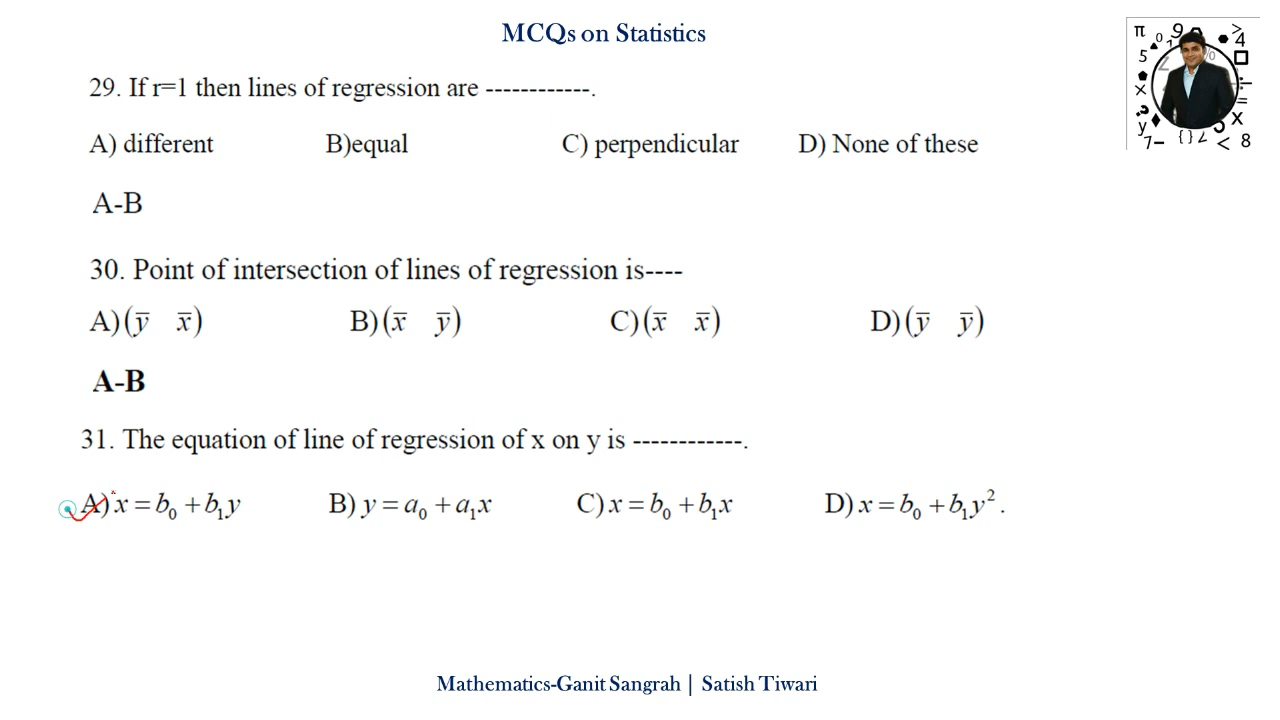 MCQs on Statistics
29. If r=1 then lines of regression are ------------.
A) different B)equal C) perpendicular D) None of these
A-B
30. Point of intersection of lines of regression is----
A)(y̅ x̅) B)(x̅ y̅) C)(x̅ x̅) D)(y̅ y̅)
A-B
31. The equation of line of regression of x on y is ------------.
A) x = b₀ + b₁y B) y = a₀ + a₁x C) x = b₀ + b₁x D) x = b₀ + b₁y².
Mathematics-Ganit Sangrah | Satish Tiwari